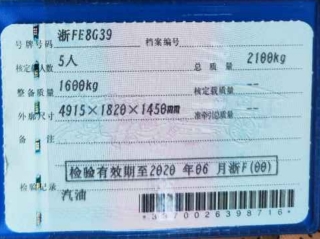 号牌号码 浙FE8G39 档案编号
核定载人数 5人 总 质 量 2100kg
整备质量 1600kg 核定载质量 --
外廓尺寸 4915×1820×1450mm 准牵引总质量 --
备 注
检验有效期至2020 年06 月浙F(00)
检验记录
汽油
*3370026398716*